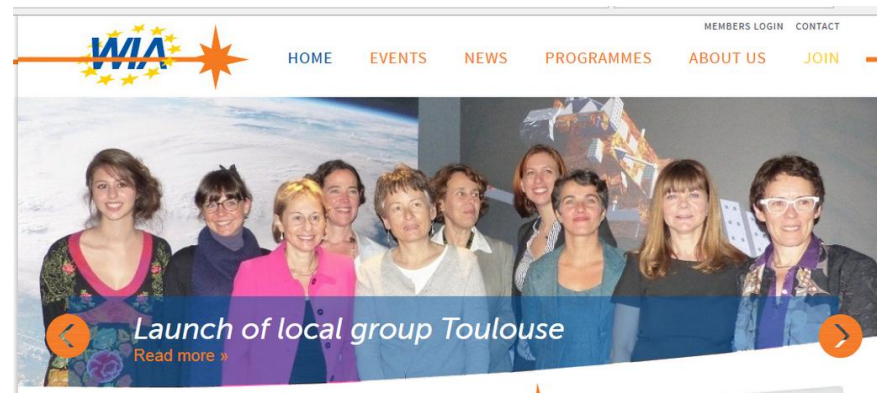 MEMBERS LOGIN CONTACT
WIA
HOME EVENTS NEWS PROGRAMMES ABOUT US JOIN
Launch of local group Toulouse
Read more »